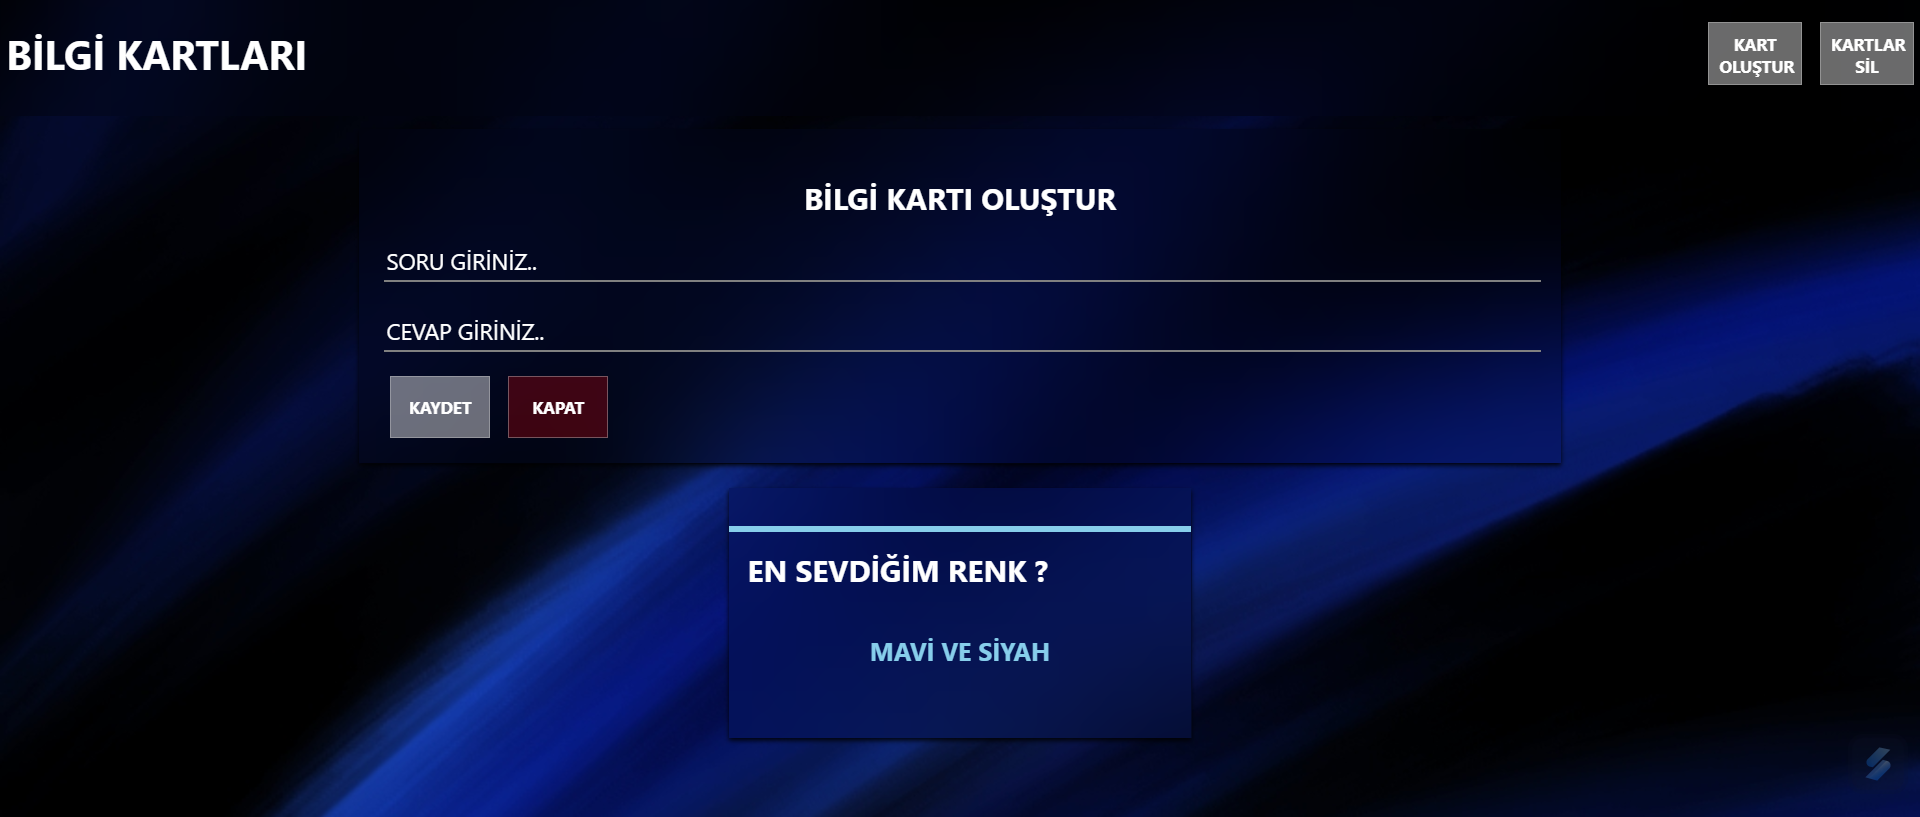 BİLGİ KARTLARI
KART
OLUŞTUR
KARTLAR
SİL
BİLGİ KARTI OLUŞTUR
SORU GİRİNİZ..
CEVAP GİRİNİZ..
KAYDET
KAPAT
EN SEVDİĞİM RENK ?
MAVİ VE SİYAH